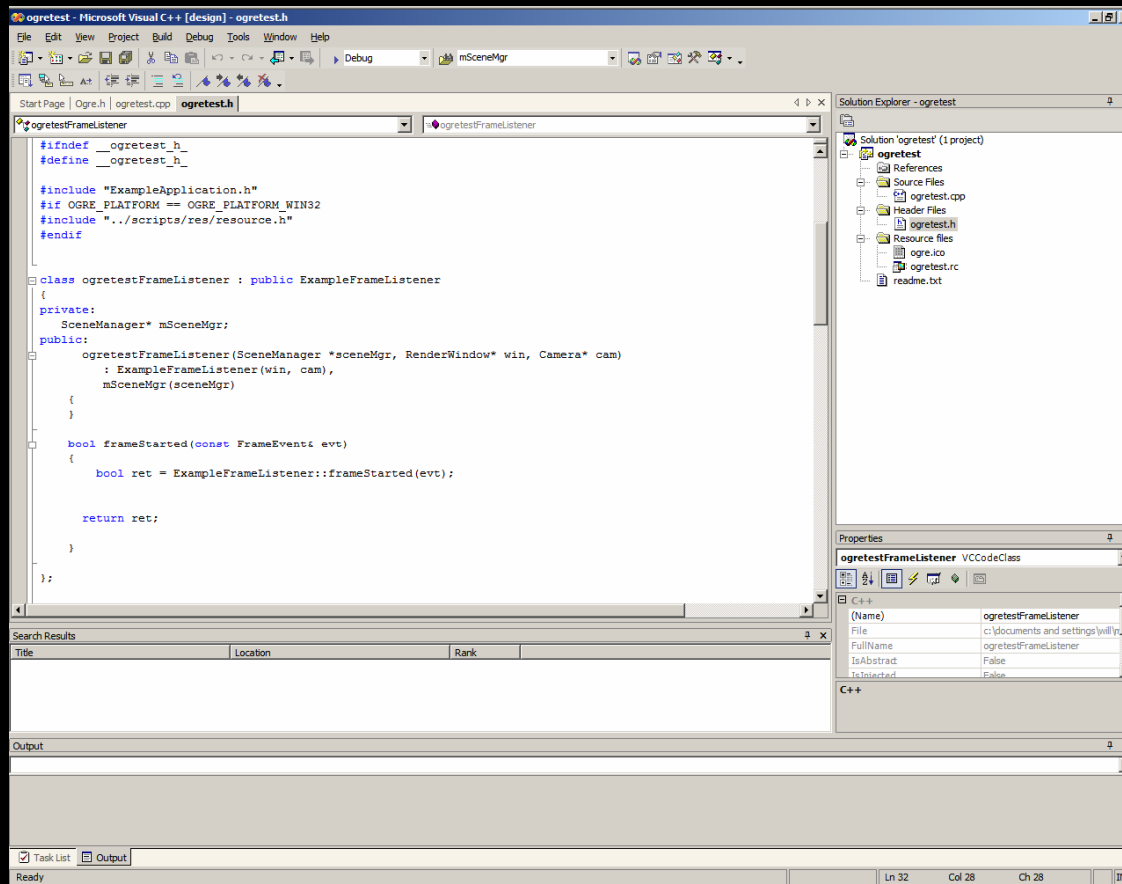 ogretest - Microsoft Visual C++ [design] - ogretest.h
File Edit View Project Build Debug Tools Window Help
Debug mSceneMgr
Start Page Ogre.h ogretest.cpp ogretest.h
ogretestFrameListener ogretestFrameListener
#ifndef __ogretest_h_
#define __ogretest_h_
#include "ExampleApplication.h"
#if OGRE_PLATFORM == OGRE_PLATFORM_WIN32
#include "../scripts/res/resource.h"
#endif
class ogretestFrameListener : public ExampleFrameListener
{
private:
SceneManager* mSceneMgr;
public:
ogretestFrameListener(SceneManager *sceneMgr, RenderWindow* win, Camera* cam)
: ExampleFrameListener(win, cam),
mSceneMgr(sceneMgr)
{
}
bool frameStarted(const FrameEvent& evt)
{
bool ret = ExampleFrameListener::frameStarted(evt);
return ret;
}
};
Solution Explorer - ogretest
Solution 'ogretest' (1 project)
ogretest
References
Source Files
ogretest.cpp
Header Files
ogretest.h
Resource files
ogre.ico
ogretest.rc
readme.txt
Properties
ogretestFrameListener VCCodeClass
C++
(Name) ogretestFrameListener
File c:\documents and settings\will\
FullName ogretestFrameListener
IsAbstract False
IsInjected False
C++
Search Results
Title Location Rank
Output
Task List Output
Ready Ln 32 Col 28 Ch 28